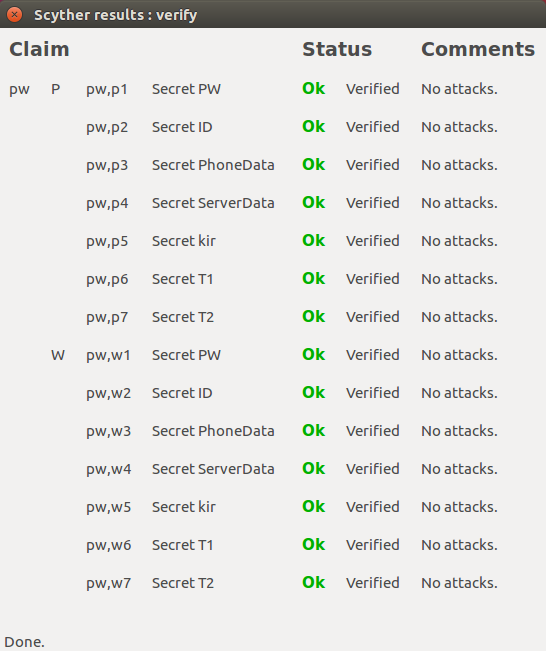 Scyther results : verify
Claim Status Comments
pw P pw,p1 Secret PW Ok Verified No attacks.
pw,p2 Secret ID Ok Verified No attacks.
pw,p3 Secret PhoneData Ok Verified No attacks.
pw,p4 Secret ServerData Ok Verified No attacks.
pw,p5 Secret kir Ok Verified No attacks.
pw,p6 Secret T1 Ok Verified No attacks.
pw,p7 Secret T2 Ok Verified No attacks.
W pw,w1 Secret PW Ok Verified No attacks.
pw,w2 Secret ID Ok Verified No attacks.
pw,w3 Secret PhoneData Ok Verified No attacks.
pw,w4 Secret ServerData Ok Verified No attacks.
pw,w5 Secret kir Ok Verified No attacks.
pw,w6 Secret T1 Ok Verified No attacks.
pw,w7 Secret T2 Ok Verified No attacks.
Done.